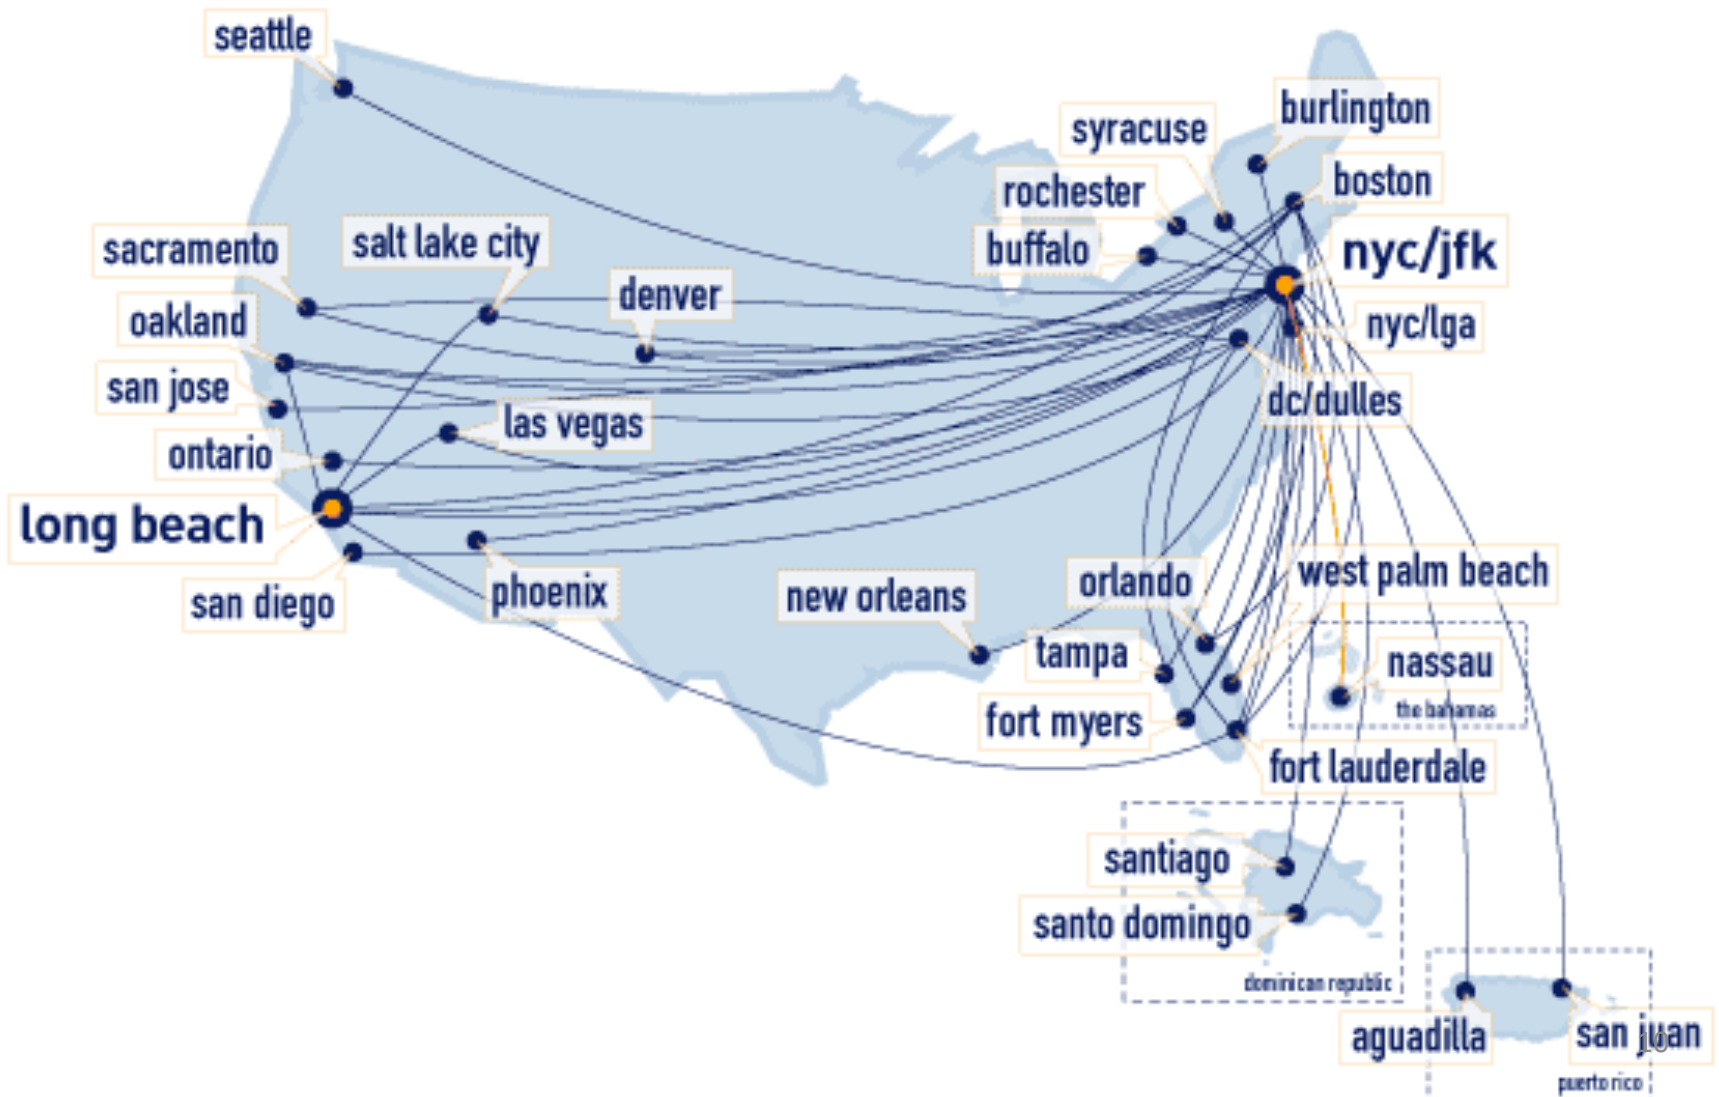 seattle
burlington
syracuse
boston
rochester
sacramento
salt lake city
buffalo
nyc/jfk
denver
oakland
nyc/lga
san jose
dc/dulles
las vegas
ontario
long beach
west palm beach
orlando
phoenix
new orleans
san diego
tampa
nassau
the bahamas
fort myers
fort lauderdale
santiago
santo domingo
dominican republic
aguadilla
san juan
10
puerto rico